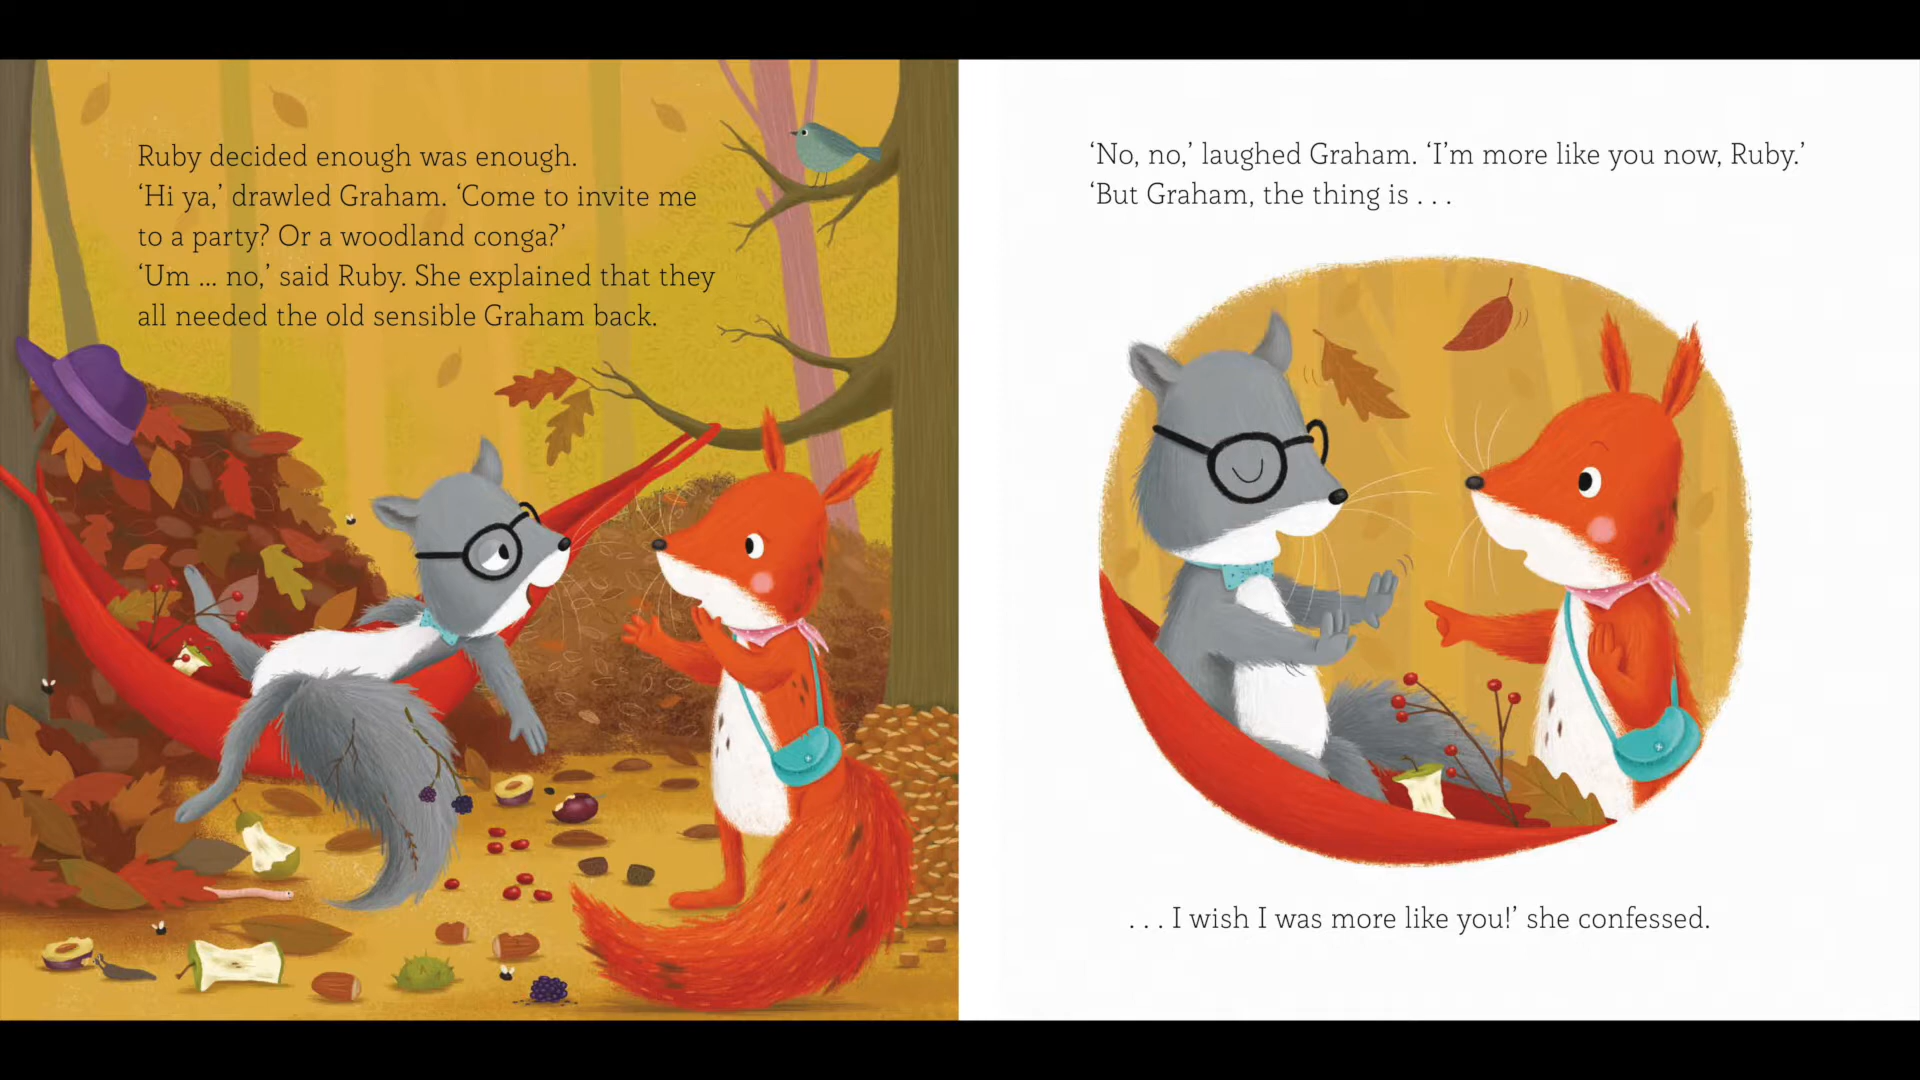 Ruby decided enough was enough.
‘Hi ya,’ drawled Graham. ‘Come to invite me
to a party? Or a woodland conga?’
‘Um ... no,’ said Ruby. She explained that they
all needed the old sensible Graham back.
‘No, no,’ laughed Graham. ‘I’m more like you now, Ruby.’
‘But Graham, the thing is . . .
. . . I wish I was more like you!’ she confessed.